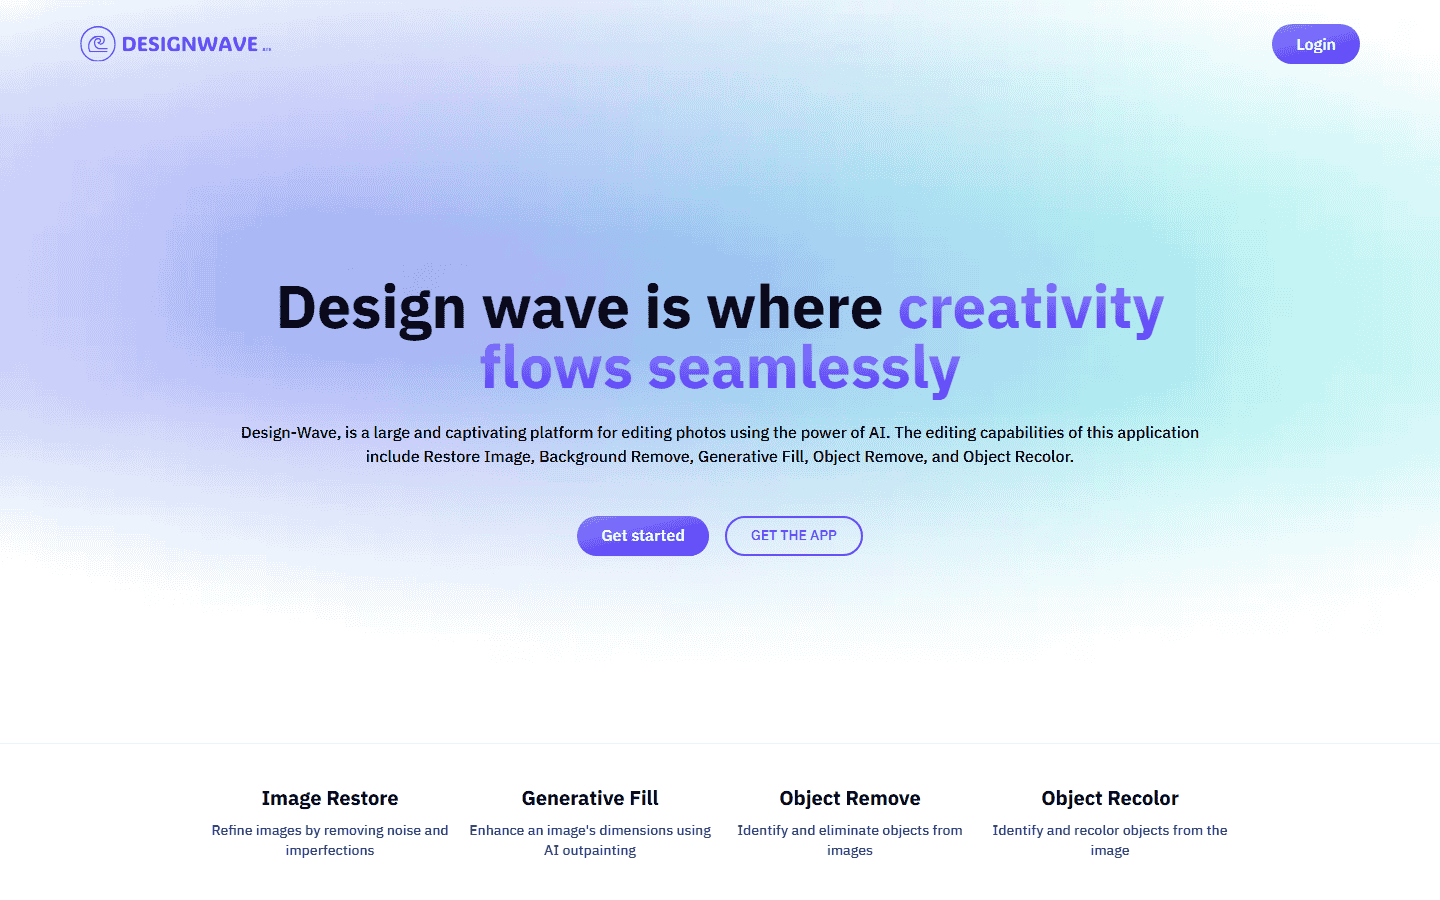 DESIGNWAVE
Login
Design wave is where creativity
flows seamlessly
Design-Wave, is a large and captivating platform for editing photos using the power of AI. The editing capabilities of this application
include Restore Image, Background Remove, Generative Fill, Object Remove, and Object Recolor.
Get started
GET THE APP
Image Restore
Refine images by removing noise and
imperfections
Generative Fill
Enhance an image's dimensions using
AI outpainting
Object Remove
Identify and eliminate objects from
images
Object Recolor
Identify and recolor objects from the
image